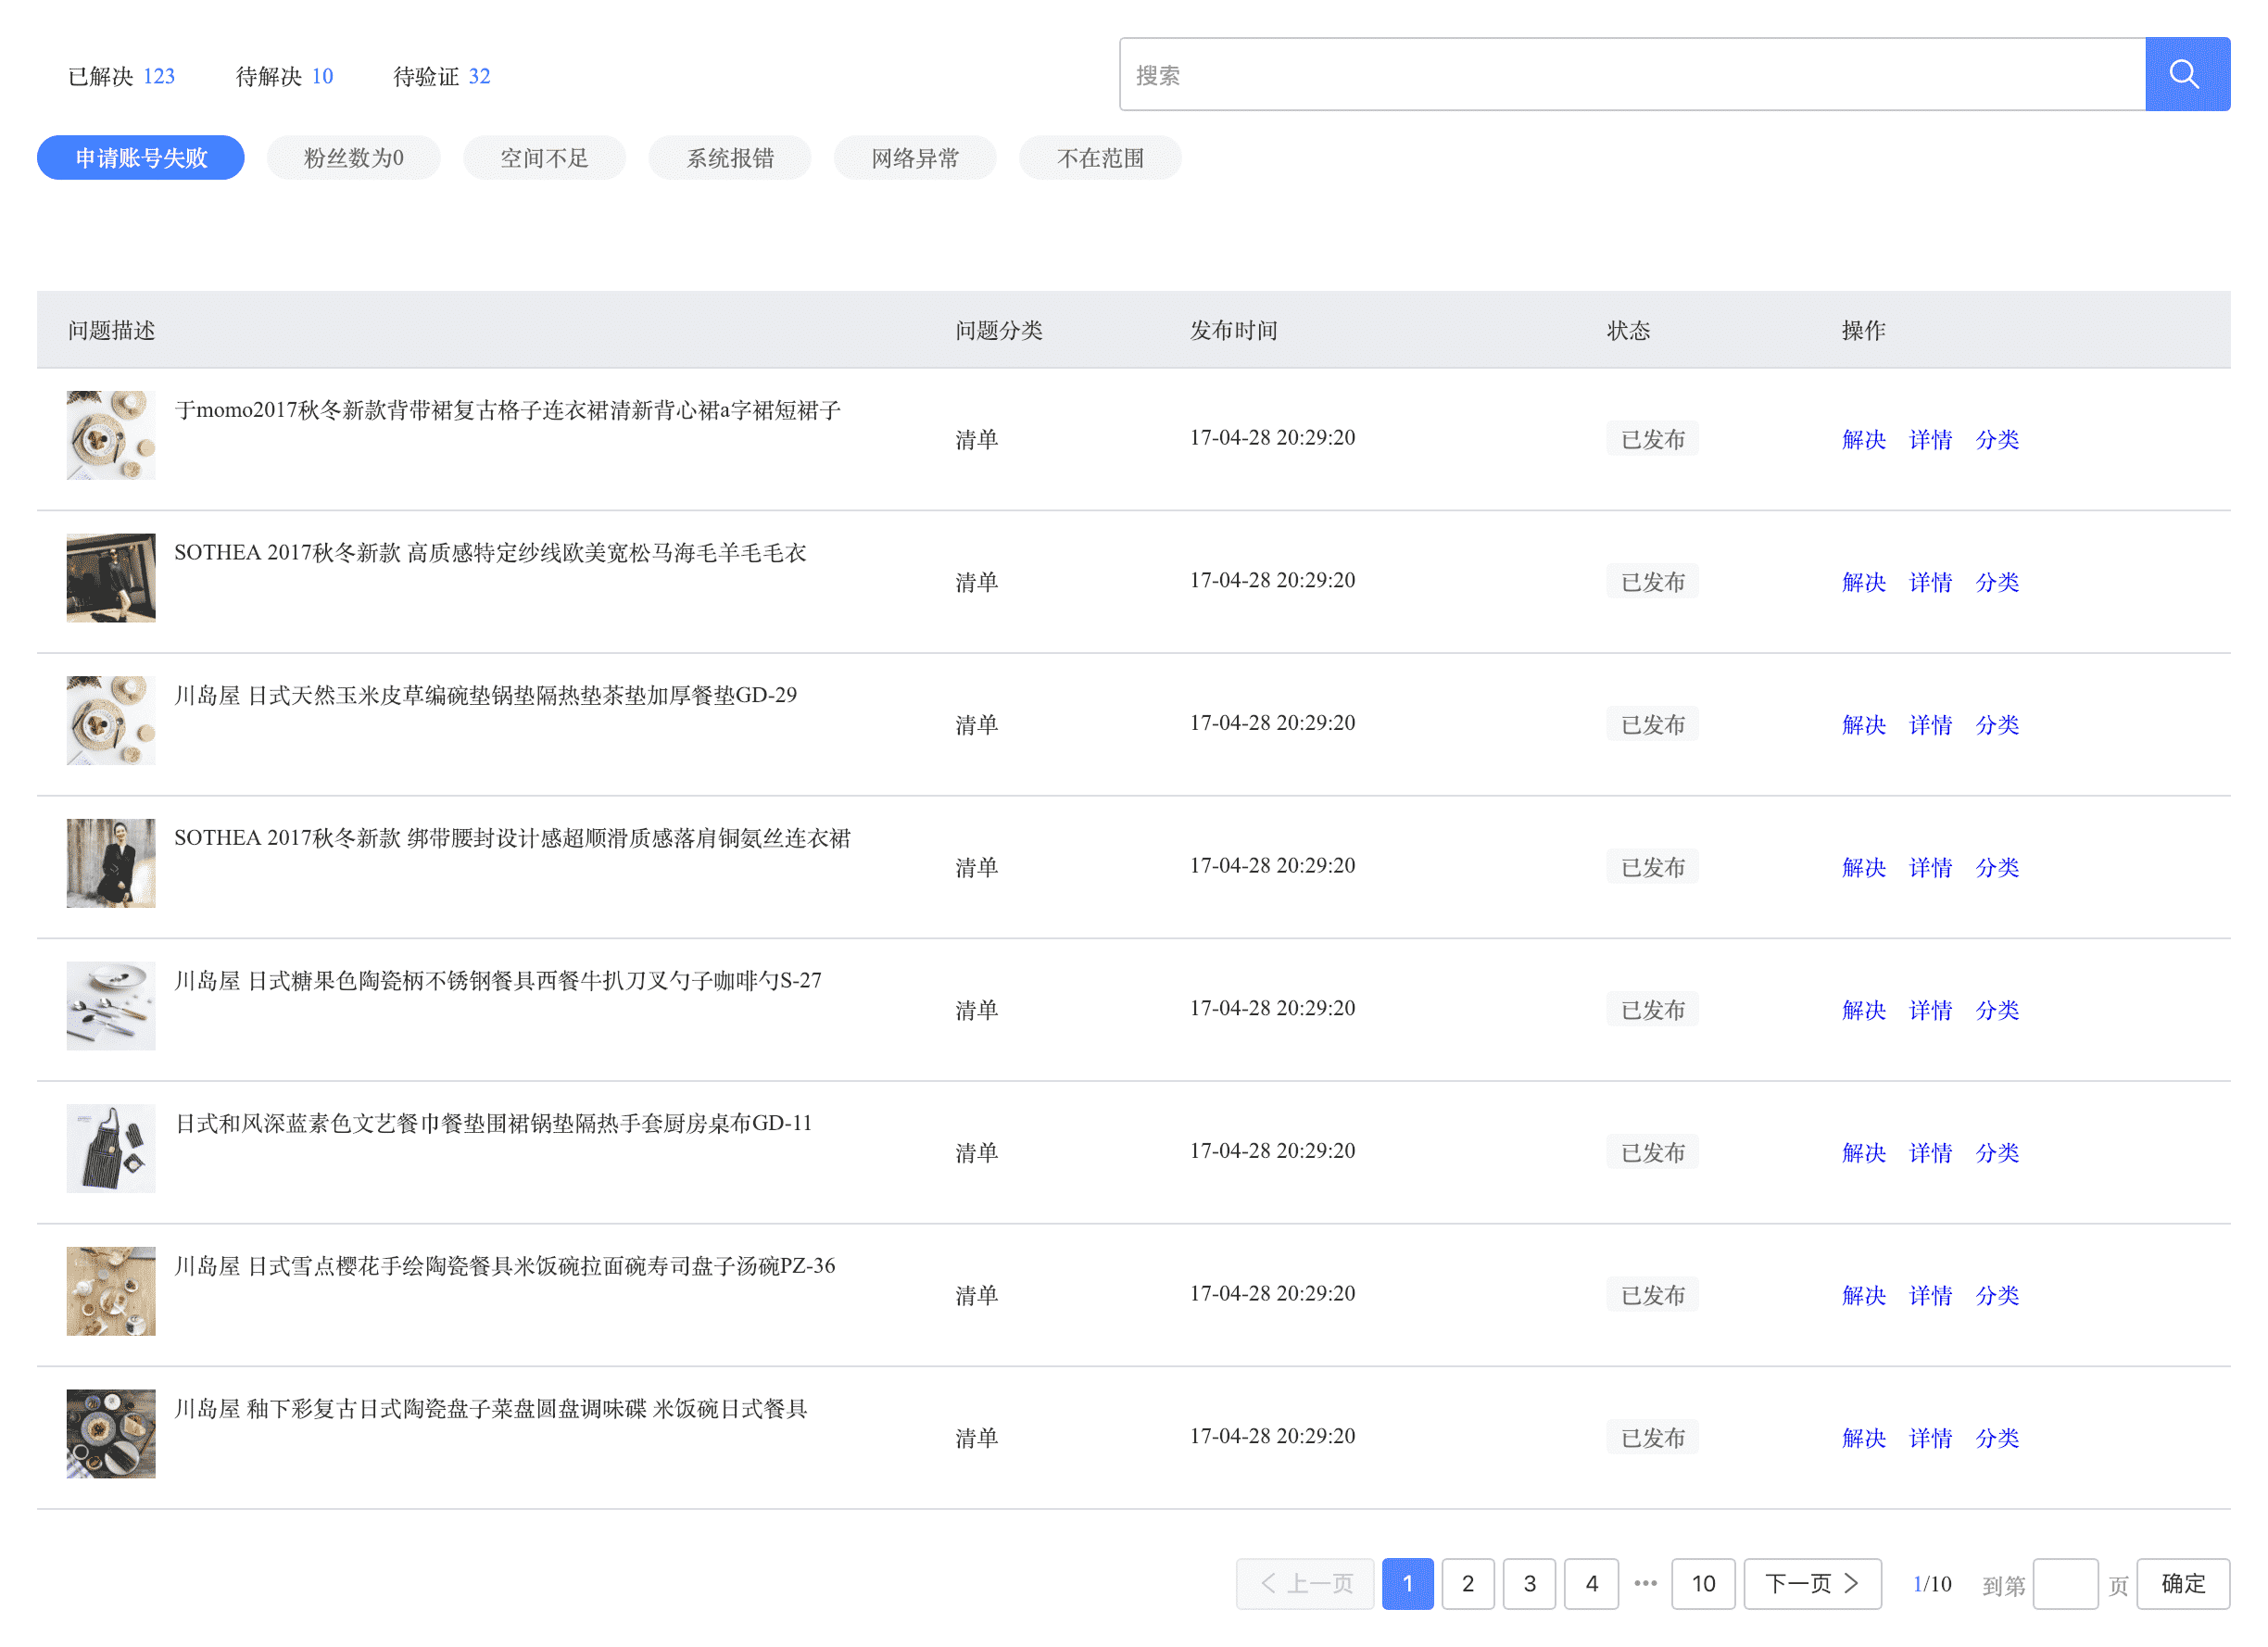 已解决 123 待解决 10 待验证 32 搜索
申请账号失败 粉丝数为0 空间不足 系统报错 网络异常 不在范围
问题描述 问题分类 发布时间 状态 操作
于momo2017秋冬新款背带裙复古格子连衣裙清新背心裙a字裙短裙子
清单 17-04-28 20:29:20 已发布 解决 详情 分类
SOTHEA 2017秋冬新款 高质感特定纱线欧美宽松马海毛羊毛毛衣
清单 17-04-28 20:29:20 已发布 解决 详情 分类
川岛屋 日式天然玉米皮草编碗垫锅垫隔热垫茶垫加厚餐垫GD-29
清单 17-04-28 20:29:20 已发布 解决 详情 分类
SOTHEA 2017秋冬新款 绑带腰封设计感超顺滑质感落肩铜氨丝连衣裙
清单 17-04-28 20:29:20 已发布 解决 详情 分类
川岛屋 日式糖果色陶瓷柄不锈钢餐具西餐牛扒刀叉勺子咖啡勺S-27
清单 17-04-28 20:29:20 已发布 解决 详情 分类
日式和风深蓝素色文艺餐巾餐垫围裙锅垫隔热手套厨房桌布GD-11
清单 17-04-28 20:29:20 已发布 解决 详情 分类
川岛屋 日式雪点樱花手绘陶瓷餐具米饭碗拉面碗寿司盘子汤碗PZ-36
清单 17-04-28 20:29:20 已发布 解决 详情 分类
川岛屋 釉下彩复古日式陶瓷盘子菜盘圆盘调味碟 米饭碗日式餐具
清单 17-04-28 20:29:20 已发布 解决 详情 分类
上一页 1 2 3 4 ••• 10 下一页 1/10 到第 页 确定